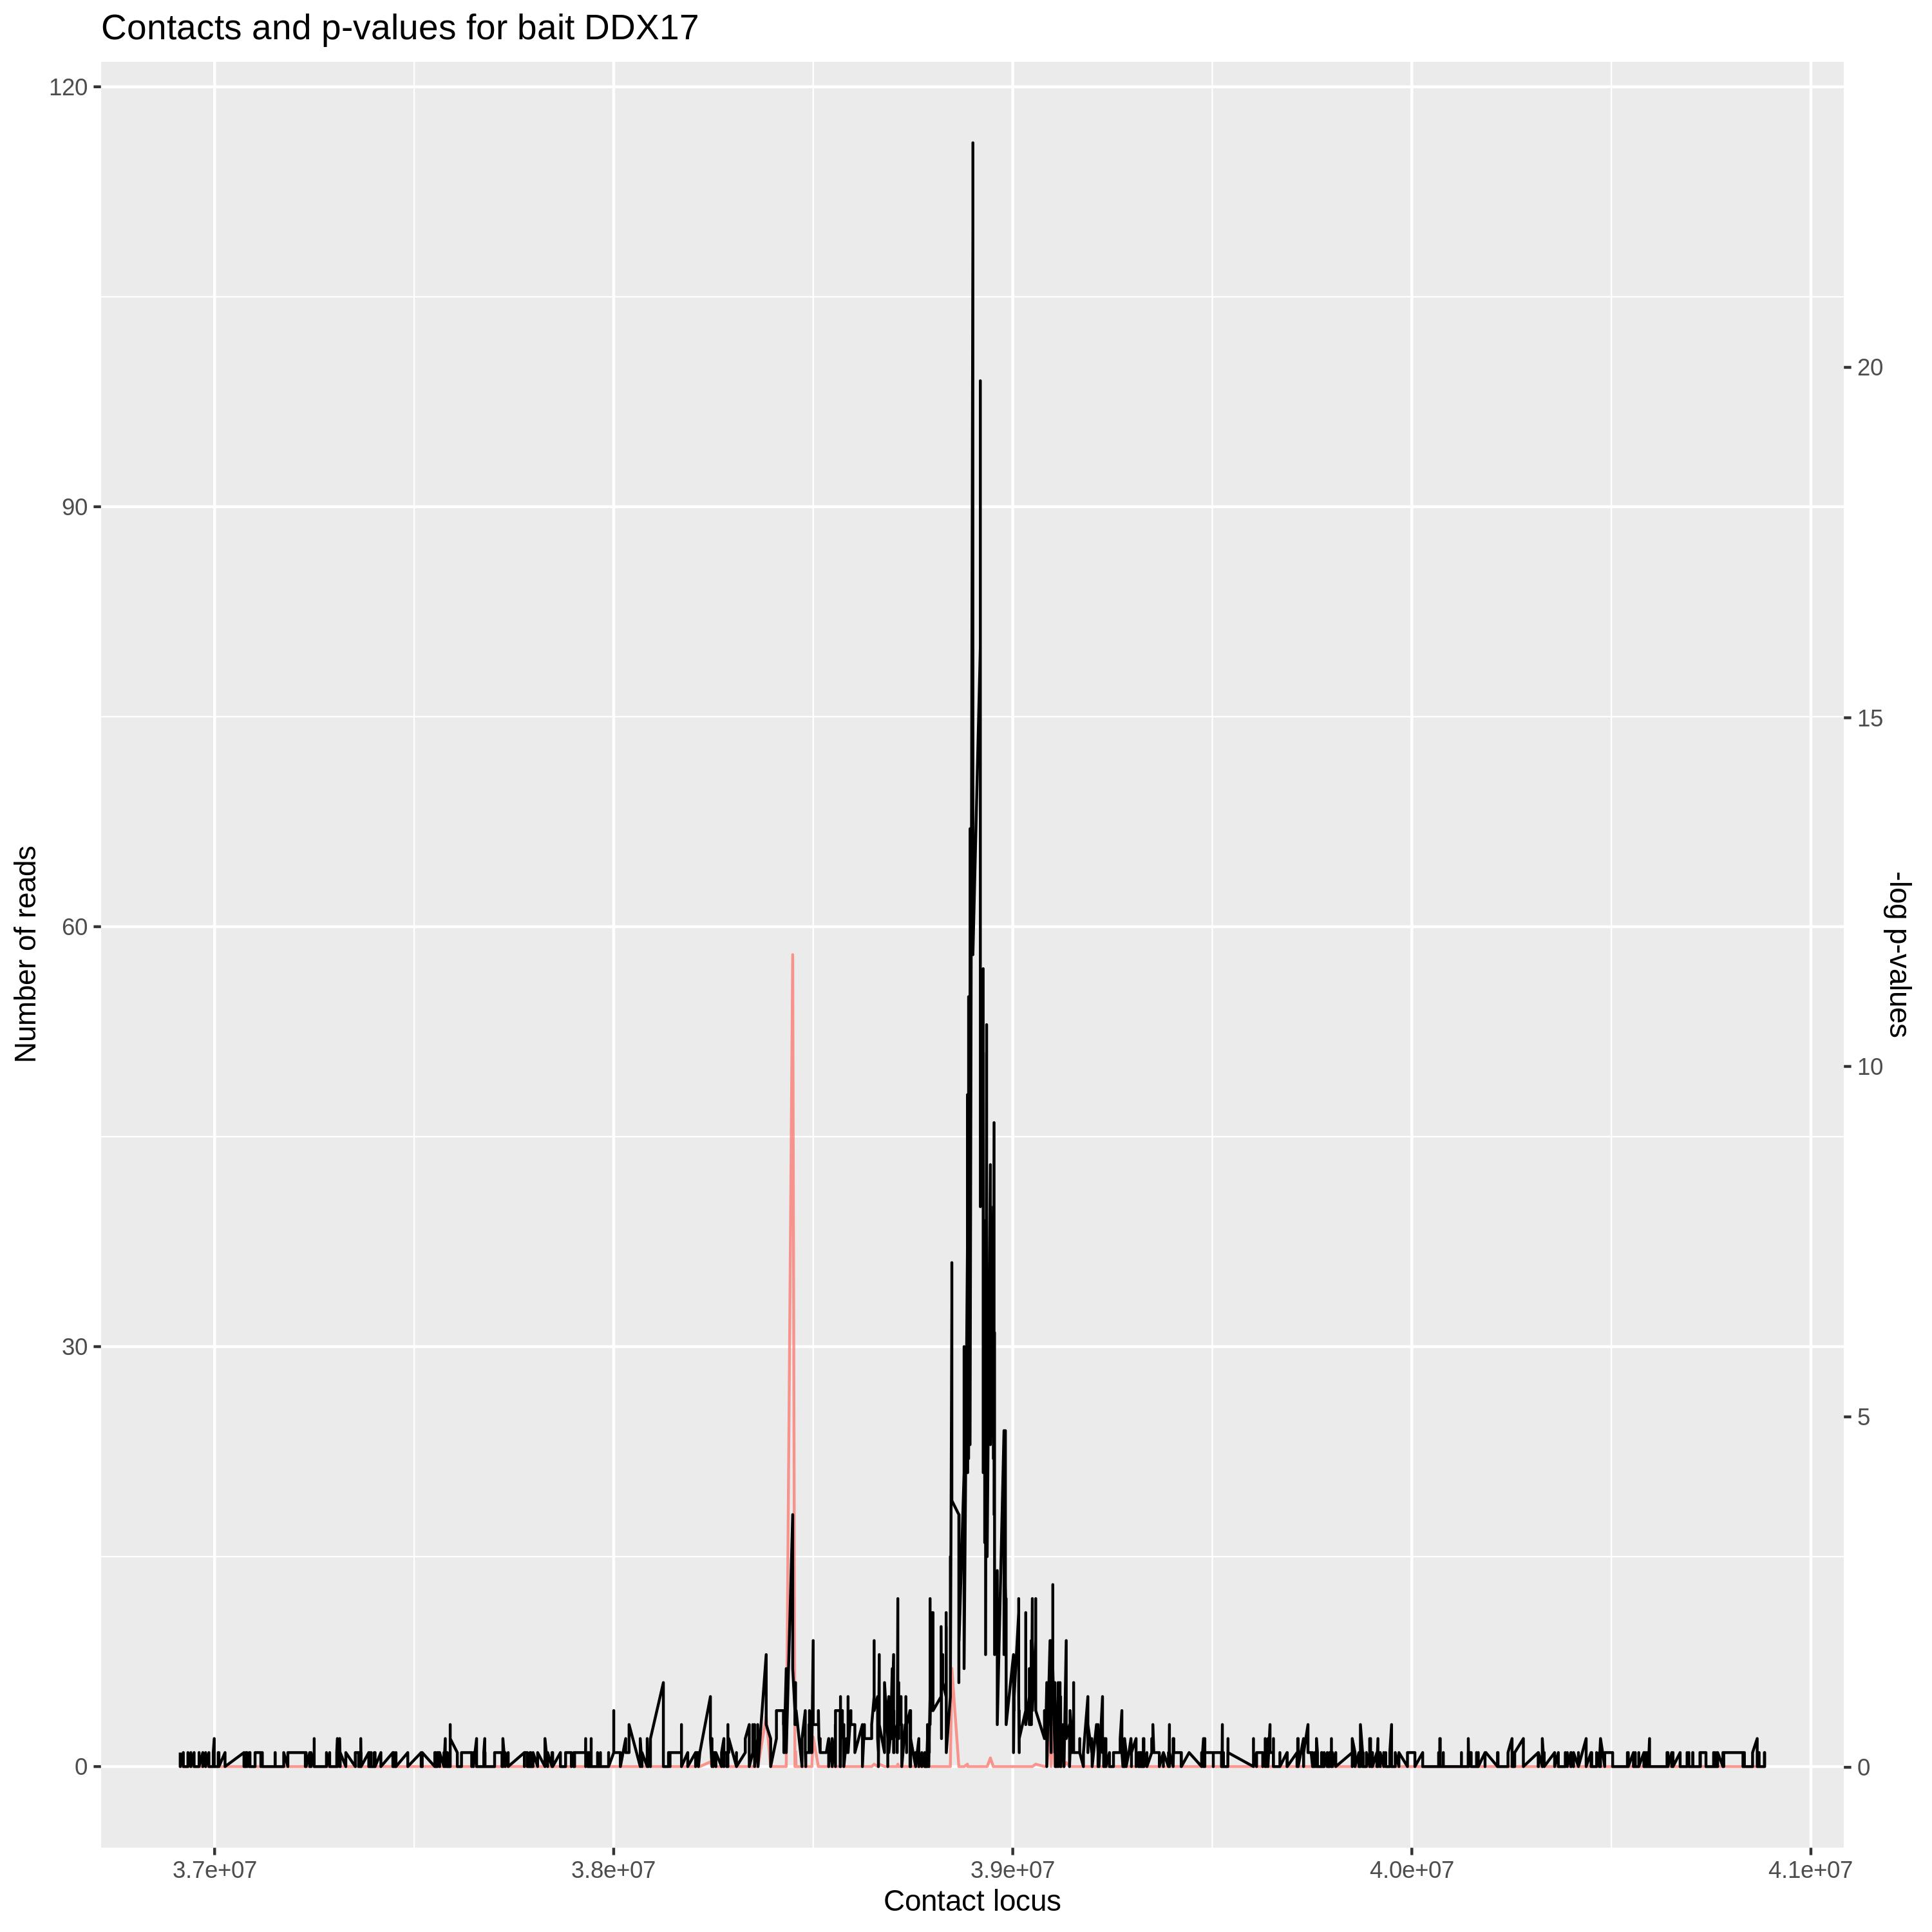 Contacts and p-values for bait DDX17
120
90
60
30
0
Number of reads
20
15
10
5
0
-log p-values
3.7e+07
3.8e+07
3.9e+07
4.0e+07
4.1e+07
Contact locus